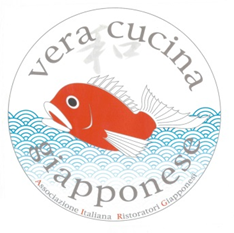 vera cucina
和
giapponese
Associazione Italiana Ristoratori Giapponesi